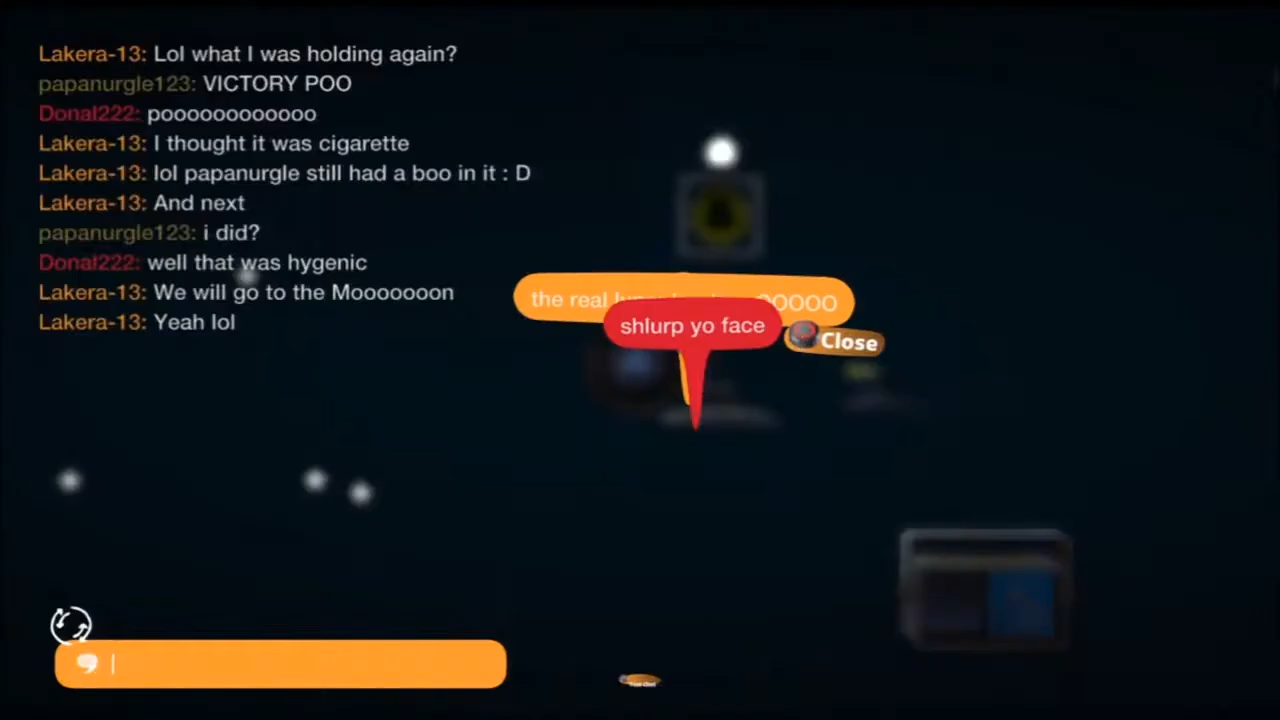 Lakera-13: Lol what I was holding again?
papanurgle123: VICTORY POO
Donal222: poooooooooooo
Lakera-13: I thought it was cigarette
Lakera-13: lol papanurgle still had a boo in it : D
Lakera-13: And next
papanurgle123: i did?
Donal222: well that was hygenic
Lakera-13: We will go to the Mooooooon
Lakera-13: Yeah lol
the real
shlurp yo face
Close